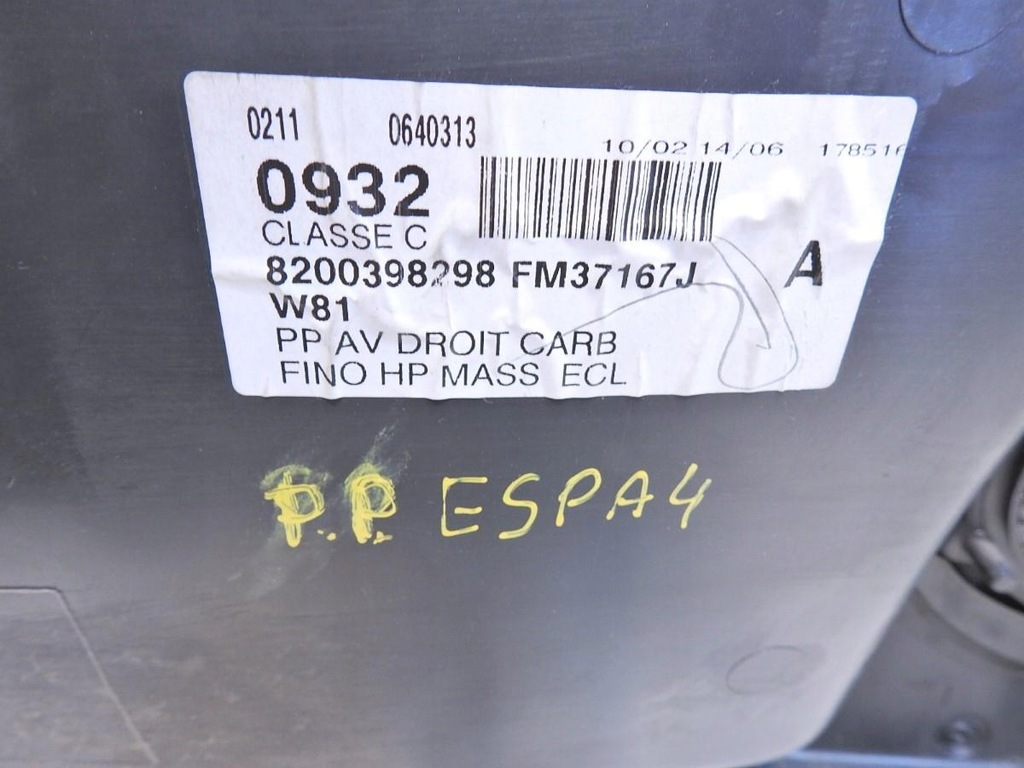 0211 0640313
10/02 14/06 178516
0932
CLASSE C
8200398298 FM37167J
A
W81
PP AV DROIT CARB
FINO HP MASS ECL
P.P. ESPA4